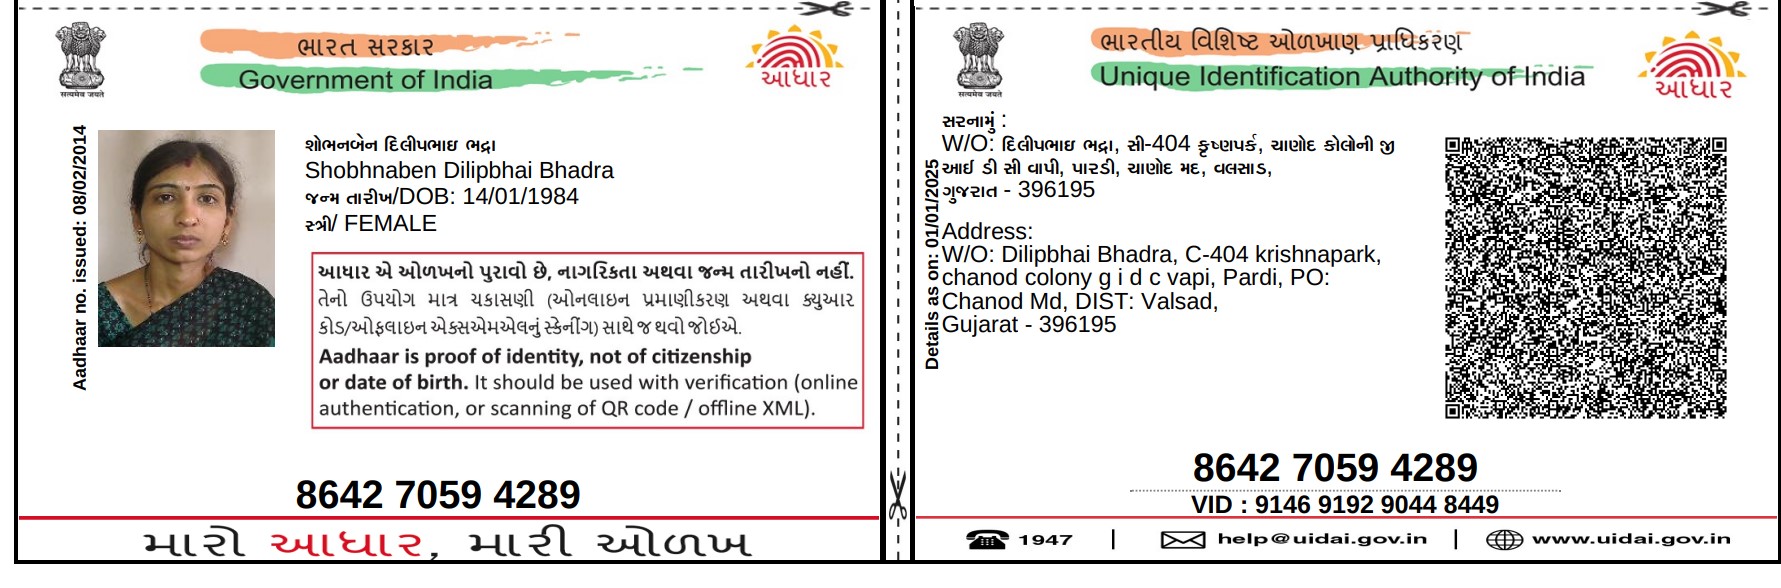 ભારત સરકાર
Government of India
सत्यमेव जयते
આધાર
Aadhaar no. issued: 08/02/2014
શોભનબેન દિલીપભાઇ ભદ્રા
Shobhnaben Dilipbhai Bhadra
જન્મ તારીખ/DOB: 14/01/1984
સ્ત્રી/ FEMALE
આધાર એ ઓળખનો પુરાવો છે, નાગરિકતા અથવા જન્મ તારીખનો નહીં.
તેનો ઉપયોગ માત્ર ચકાસણી (ઓનલાઇન પ્રમાણીકરણ અથવા ક્યુઆર
કોડ/ઓફલાઇન એક્સએમએલનું સ્કેનીંગ) સાથે જ થવો જોઈએ.
Aadhaar is proof of identity, not of citizenship
or date of birth. It should be used with verification (online
authentication, or scanning of QR code / offline XML).
8642 7059 4289
મારો આધાર, મારી ઓળખ
ભારતીય વિશિષ્ટ ઓળખાણ પ્રાધિકરણ
Unique Identification Authority of India
सत्यमेव जयते
આધાર
Details as on: 01/01/2025
સરનામું :
W/O: દિલીપભાઇ ભદ્રા, સી-404 કૃષ્ણપર્ક, ચાણોદ કોલોની જી
આઈ ડી સી વાપી, પારડી, ચાણોદ મદ, વલસાડ,
ગુજરાત - 396195
Address:
W/O: Dilipbhai Bhadra, C-404 krishnapark,
chanod colony g i d c vapi, Pardi, PO:
Chanod Md, DIST: Valsad,
Gujarat - 396195
8642 7059 4289
VID : 9146 9192 9044 8449
1947 | help@uidai.gov.in | www.uidai.gov.in